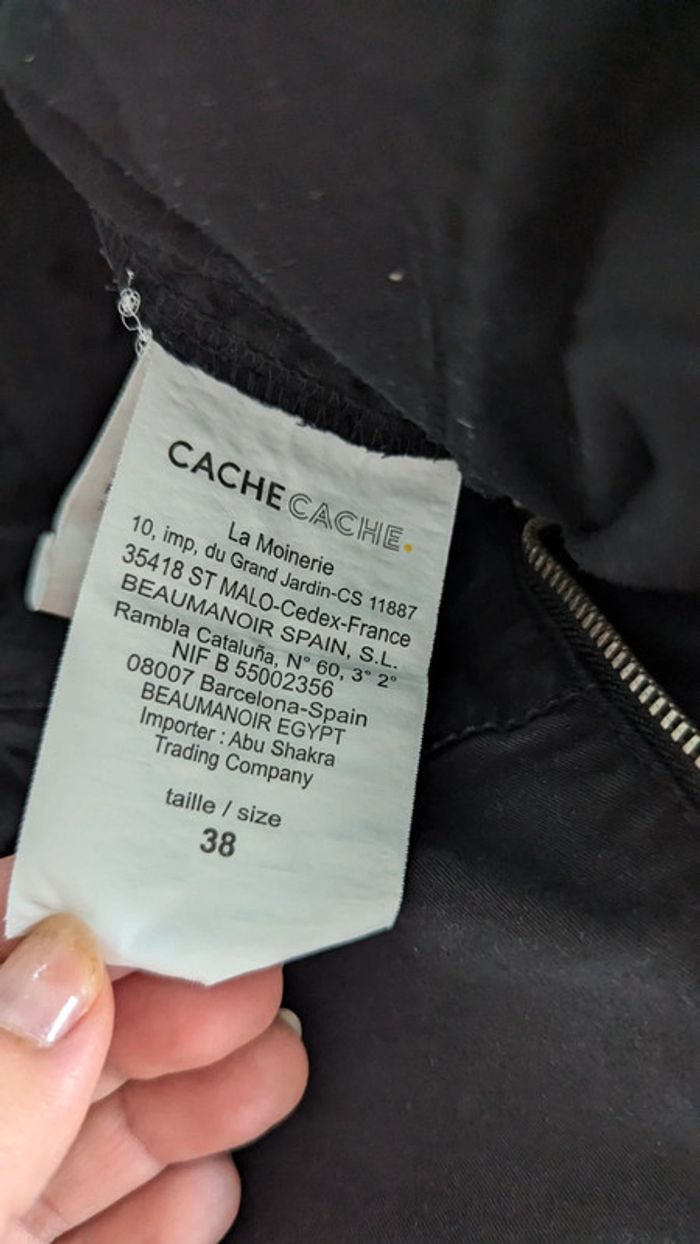 CACHE CACHE.
La Moinerie
10, imp, du Grand Jardin-CS 11887
35418 ST MALO-Cedex-France
BEAUMANOIR SPAIN, S.L.
Rambla Cataluña, N° 60, 3° 2°
NIF B 55002356
08007 Barcelona-Spain
BEAUMANOIR EGYPT
Importer : Abu Shakra
Trading Company
taille / size
38